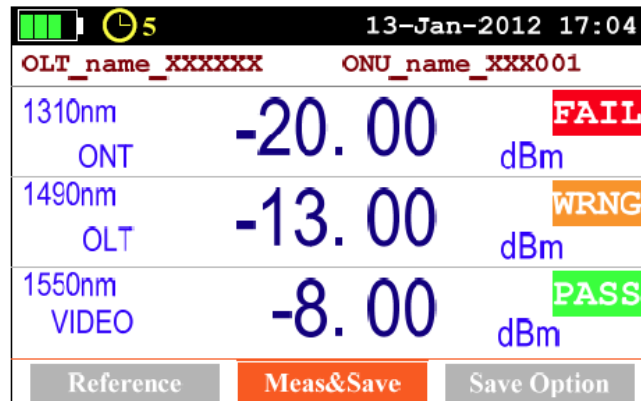 5 13-Jan-2012 17:04
OLT_name_XXXXXX ONU_name_XXX001
1310nm -20.00 FAIL
ONT dBm
1490nm -13.00 WRNG
OLT dBm
1550nm -8.00 PASS
VIDEO dBm
Reference Meas&Save Save Option